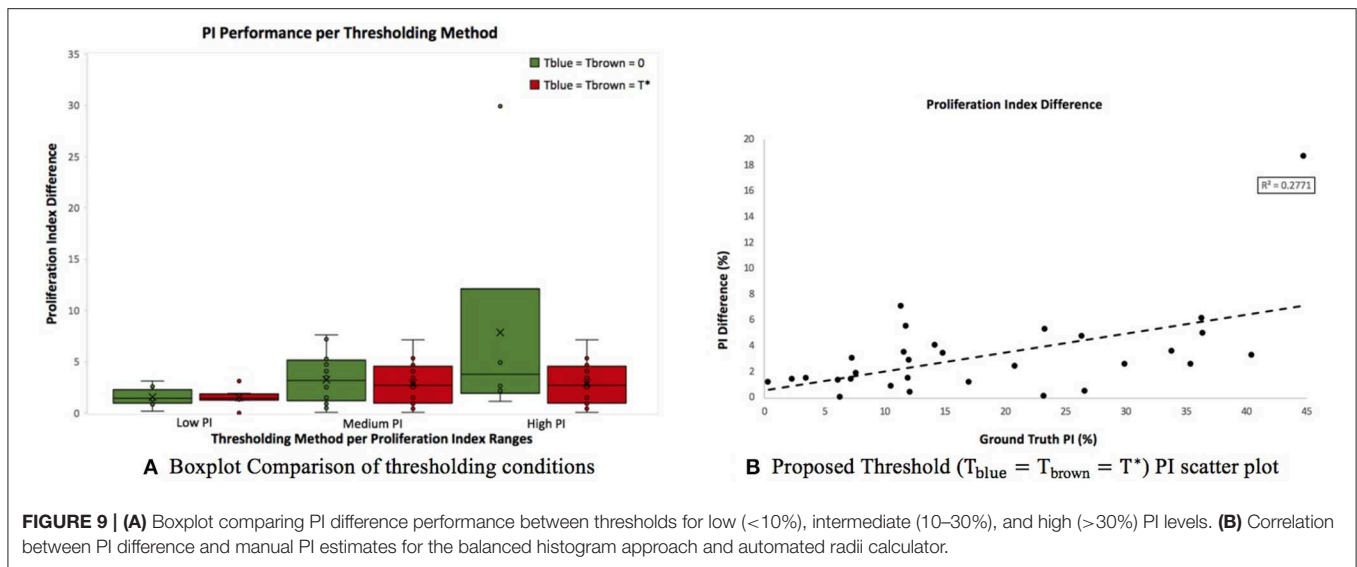 PI Performance per Thresholding Method
35
30
25
20
15
10
5
0
Proliferation Index Difference
Tblue = Tbrown = 0
Tblue = Tbrown = T*
Low PI
Medium PI
High PI
Thresholding Method per Proliferation Index Ranges
A Boxplot Comparison of thresholding conditions
Proliferation Index Difference
20
18
16
14
12
10
8
6
4
2
0
PI Difference (%)
R² = 0.2771
0 5 10 15 20 25 30 35 40 45
Ground Truth PI (%)
B Proposed Threshold (Tblue = Tbrown = T*) PI scatter plot
FIGURE 9 | (A) Boxplot comparing PI difference performance between thresholds for low (<10%), intermediate (10–30%), and high (>30%) PI levels. (B) Correlation
between PI difference and manual PI estimates for the balanced histogram approach and automated radii calculator.